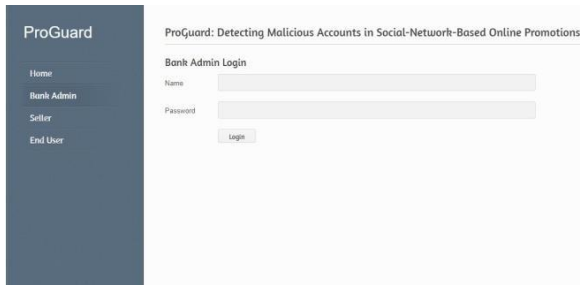 ProGuard
Home
Bank Admin
Seller
End User
ProGuard: Detecting Malicious Accounts in Social-Network-Based Online Promotions
Bank Admin Login
Name
Password
Login